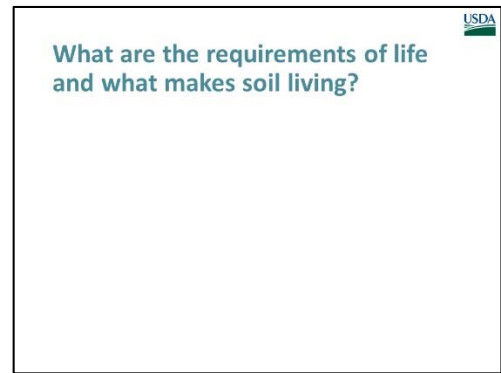 USDA
What are the requirements of life
and what makes soil living?